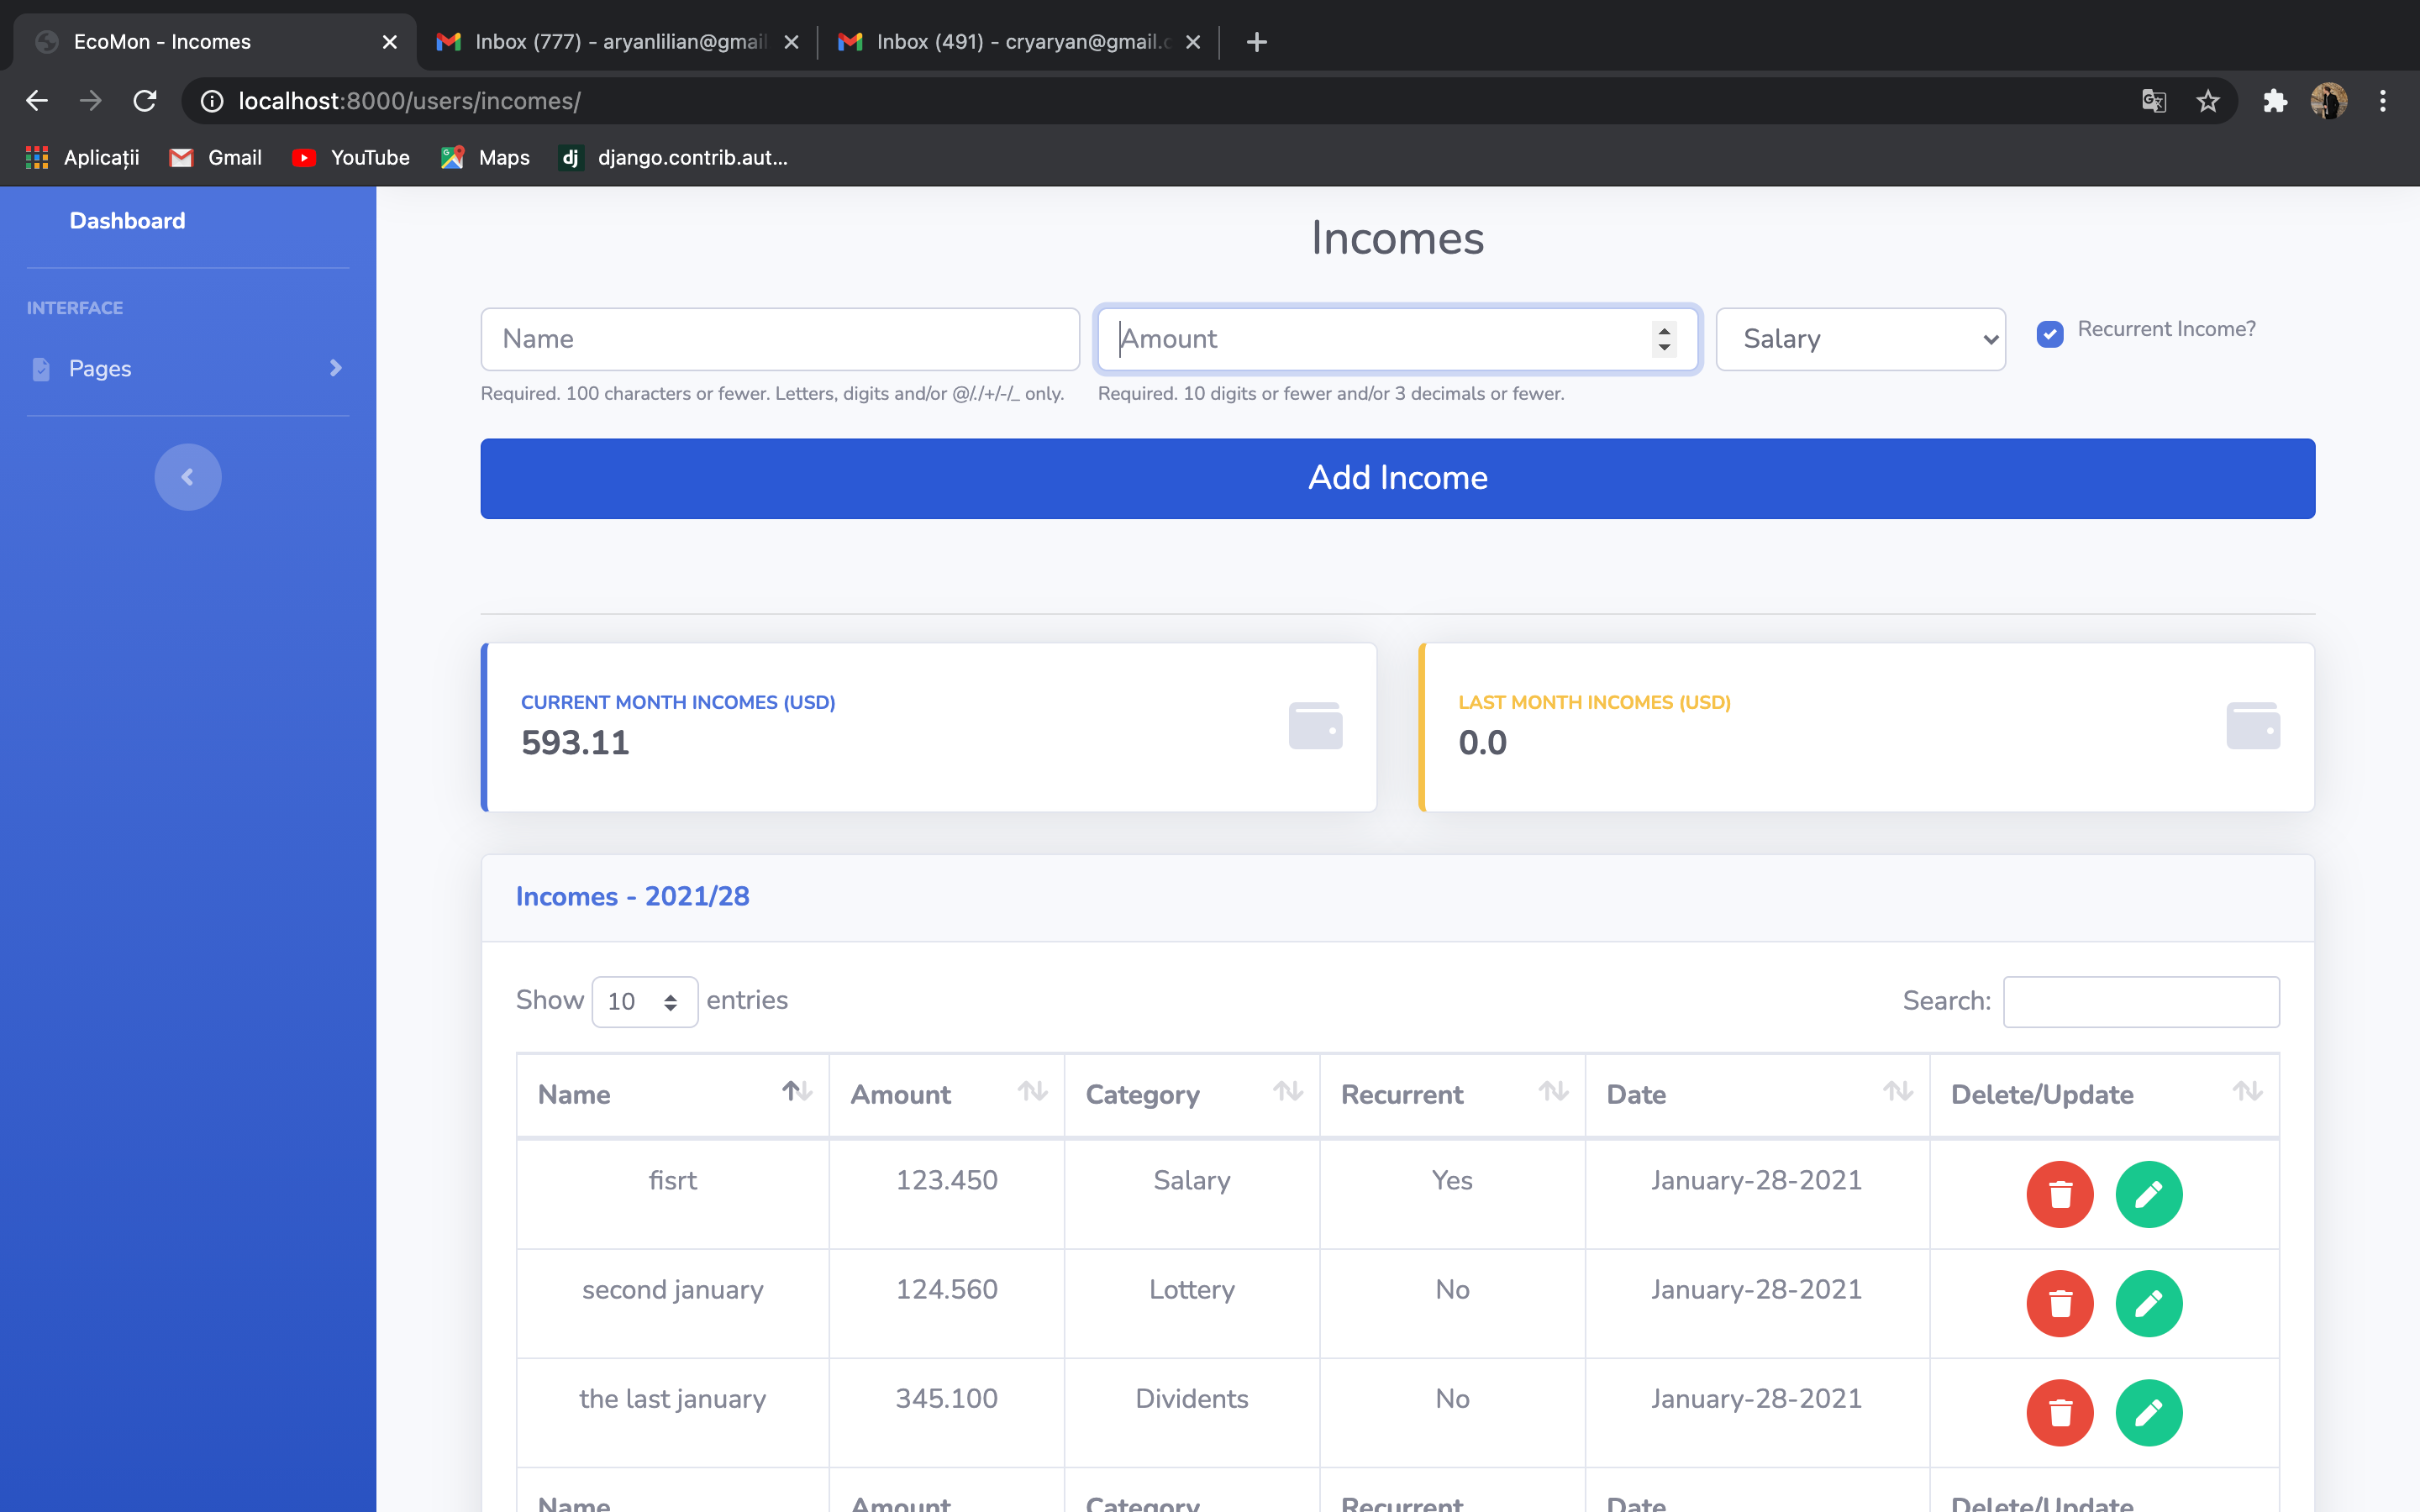 EcoMon - Incomes
Inbox (777) - aryanlilian@gmail
Inbox (491) - cryaryan@gmail.c
localhost:8000/users/incomes/
Aplicații
Gmail
YouTube
Maps
dj
django.contrib.aut...
Dashboard
INTERFACE
Pages
Incomes
Name
Amount
Salary
Recurrent Income?
Required. 100 characters or fewer. Letters, digits and/or @/./+/-/_ only.
Required. 10 digits or fewer and/or 3 decimals or fewer.
Add Income
CURRENT MONTH INCOMES (USD)
593.11
LAST MONTH INCOMES (USD)
0.0
Incomes - 2021/28
Show 10 entries
Search:
Name Amount Category Recurrent Date Delete/Update
fisrt 123.450 Salary Yes January-28-2021
second january 124.560 Lottery No January-28-2021
the last january 345.100 Dividents No January-28-2021
Name Amount Category Recurrent Date Delete/Update